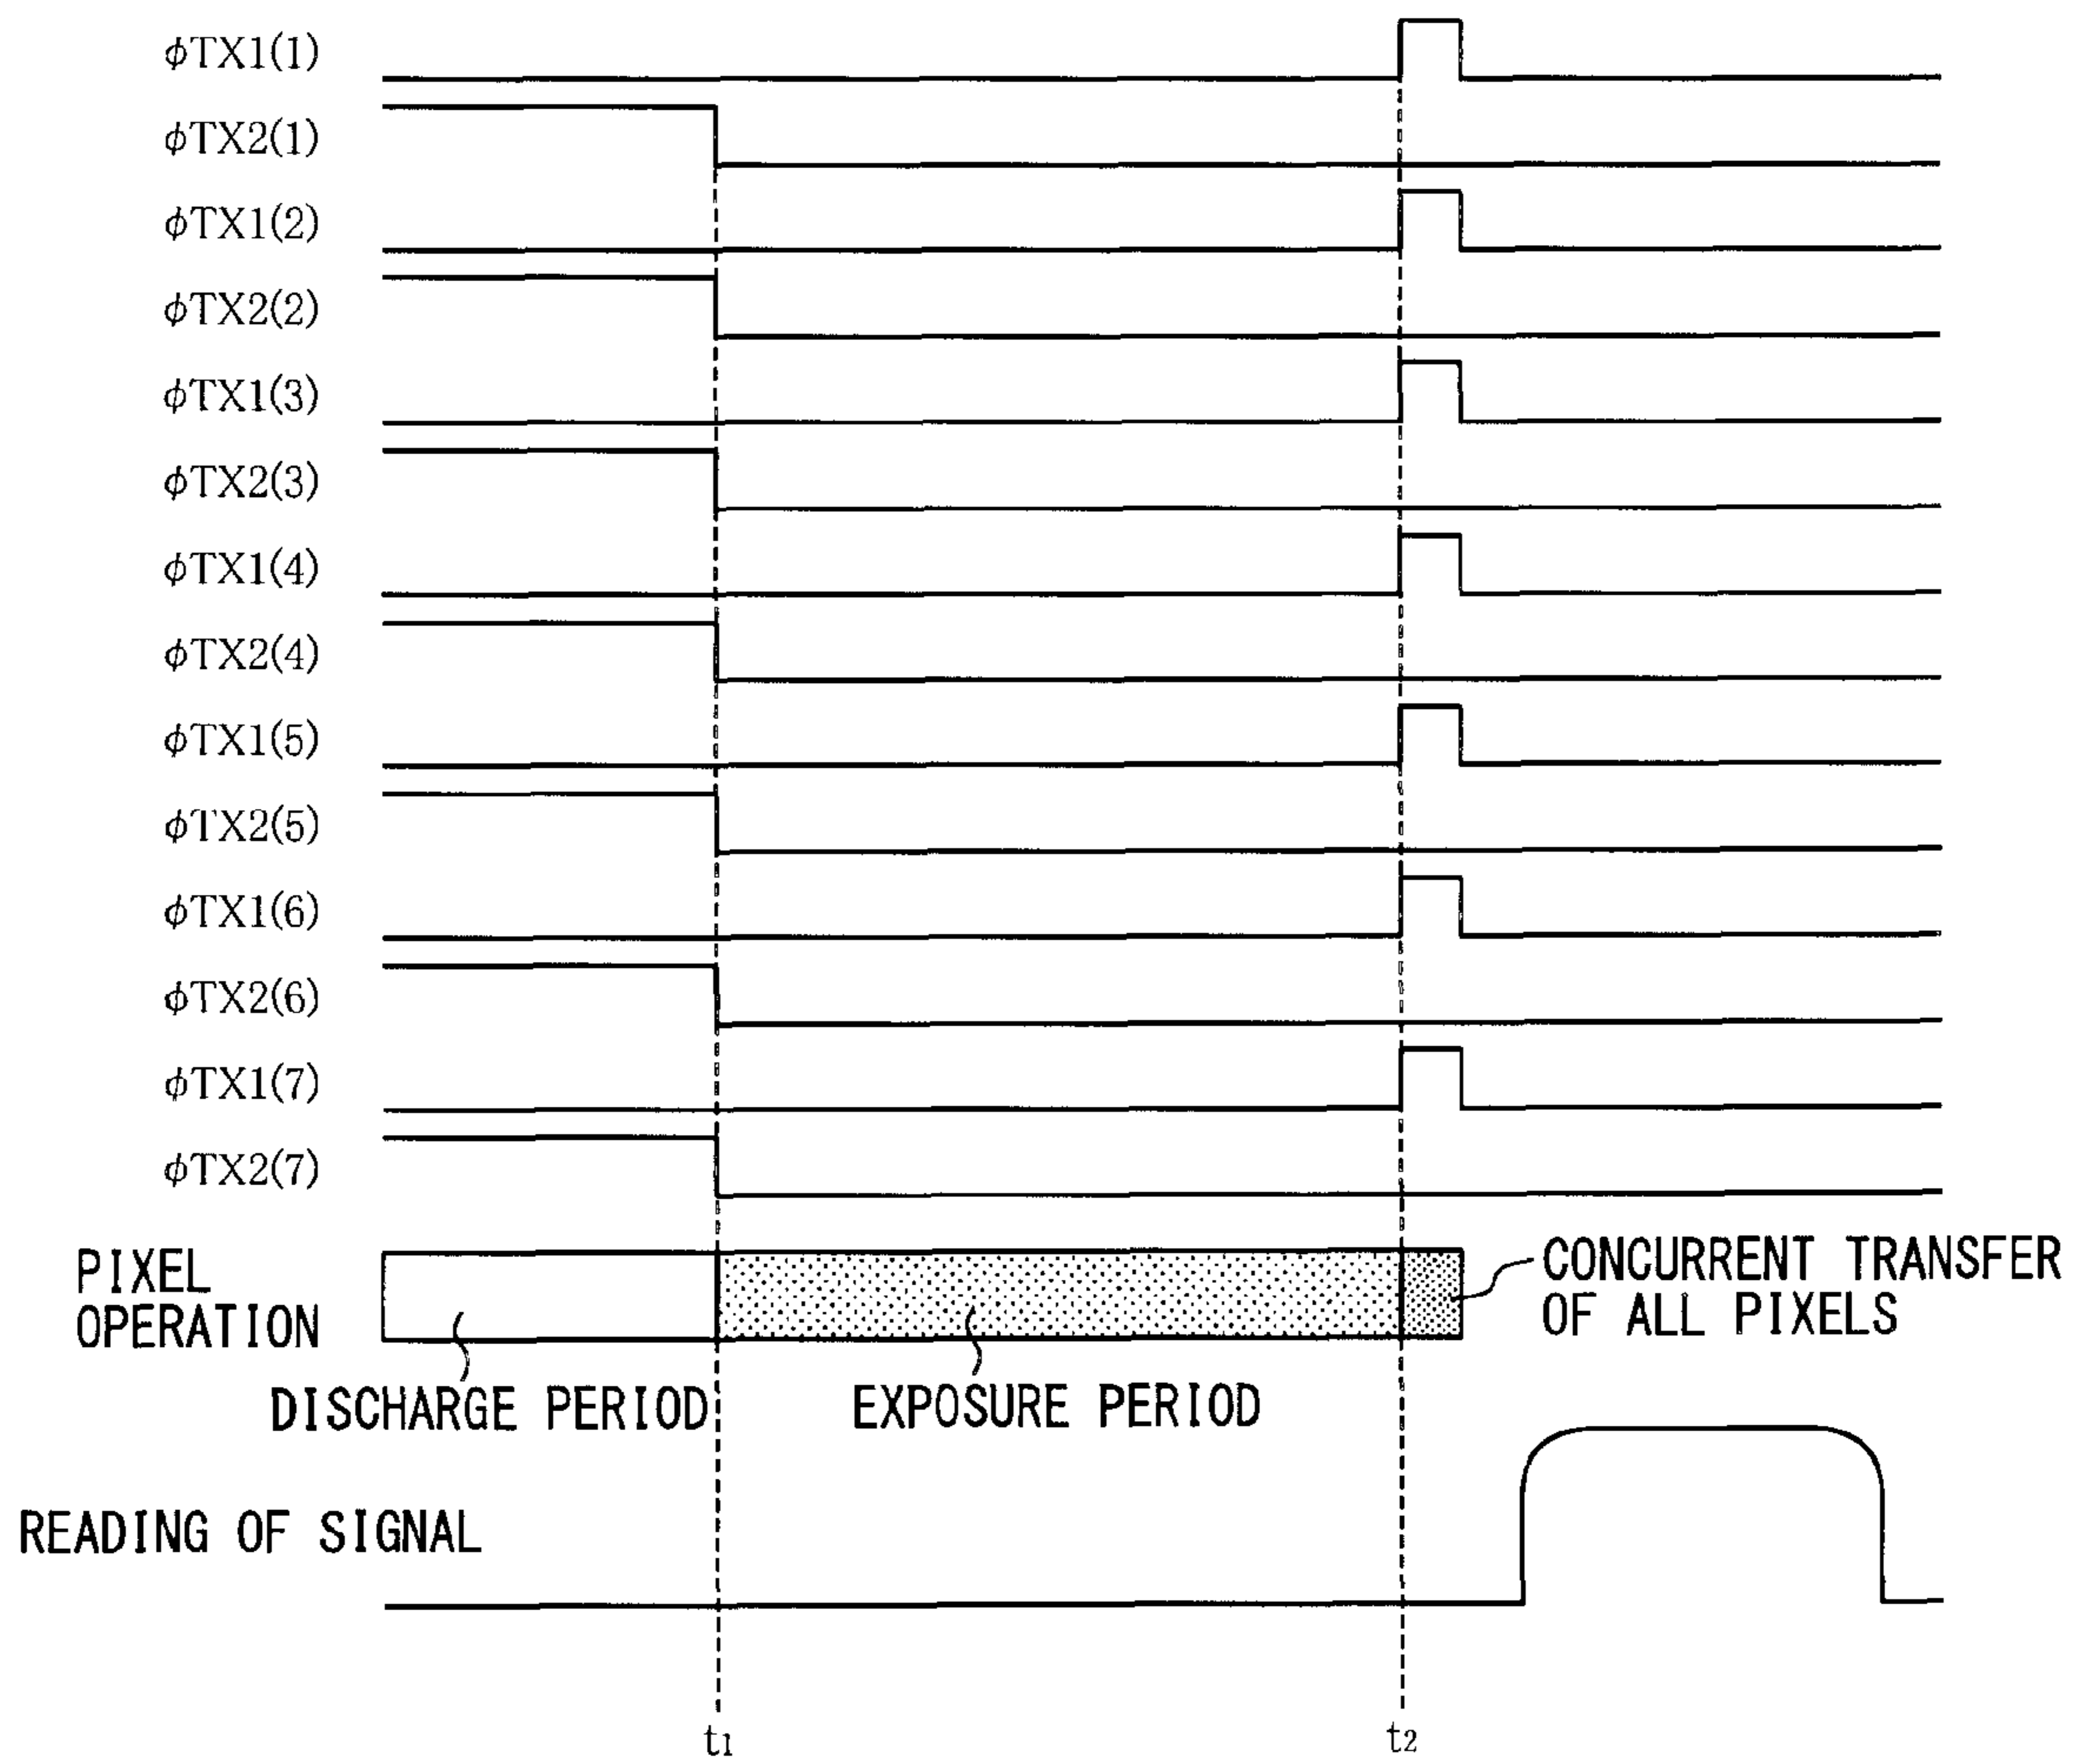 φTX1(1)
φTX2(1)
φTX1(2)
φTX2(2)
φTX1(3)
φTX2(3)
φTX1(4)
φTX2(4)
φTX1(5)
φTX2(5)
φTX1(6)
φTX2(6)
φTX1(7)
φTX2(7)
PIXEL
OPERATION
CONCURRENT TRANSFER
OF ALL PIXELS
DISCHARGE PERIOD
EXPOSURE PERIOD
READING OF SIGNAL
t1
t2